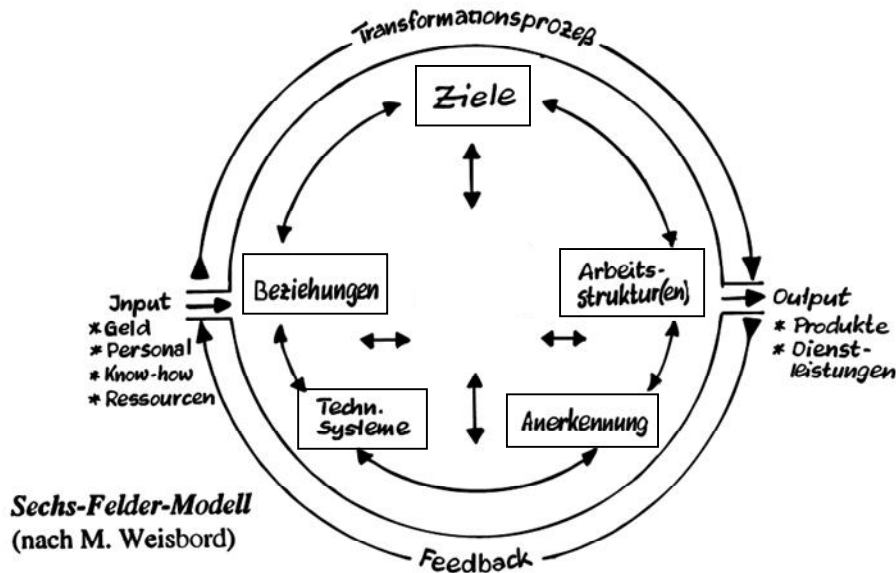 Transformationsprozeß
Ziele
Beziehungen
Arbeits-
struktur(en)
Input
* Geld
* Personal
* Know-how
* Ressourcen
Output
* Produkte
* Dienst-
leistungen
Techn.
Systeme
Anerkennung
Sechs-Felder-Modell
(nach M. Weisbord)
Feedback